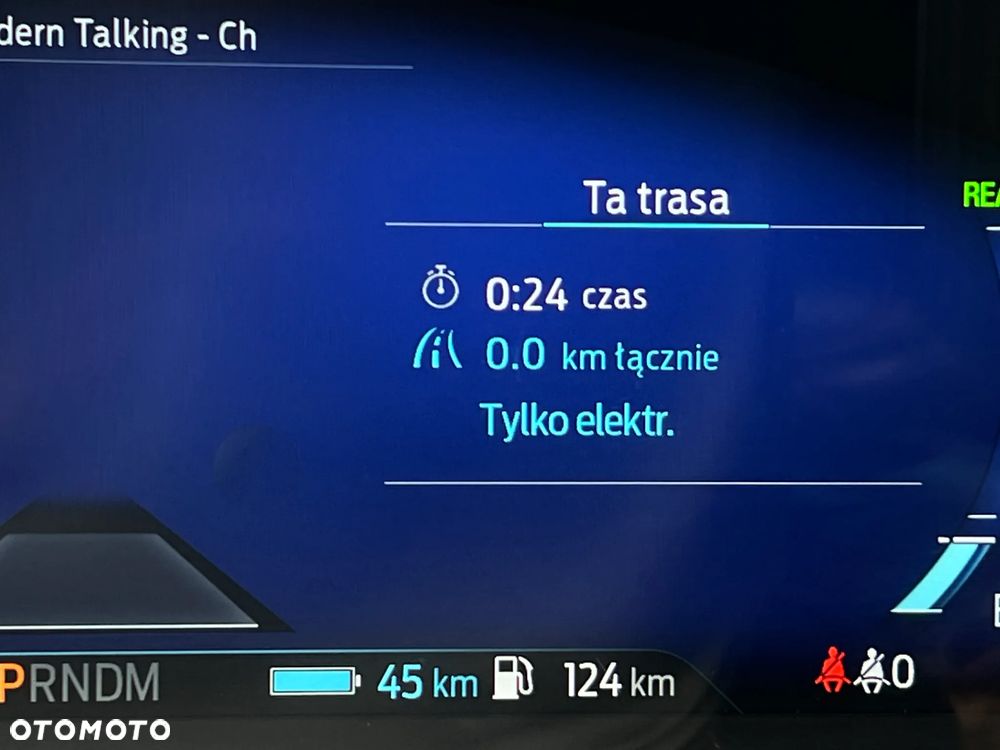 dern Talking - Ch
Ta trasa
REA
0:24 czas
0.0 km łącznie
Tylko elektr.
PRNDM
45 km
124 km
0
OTOMOTO